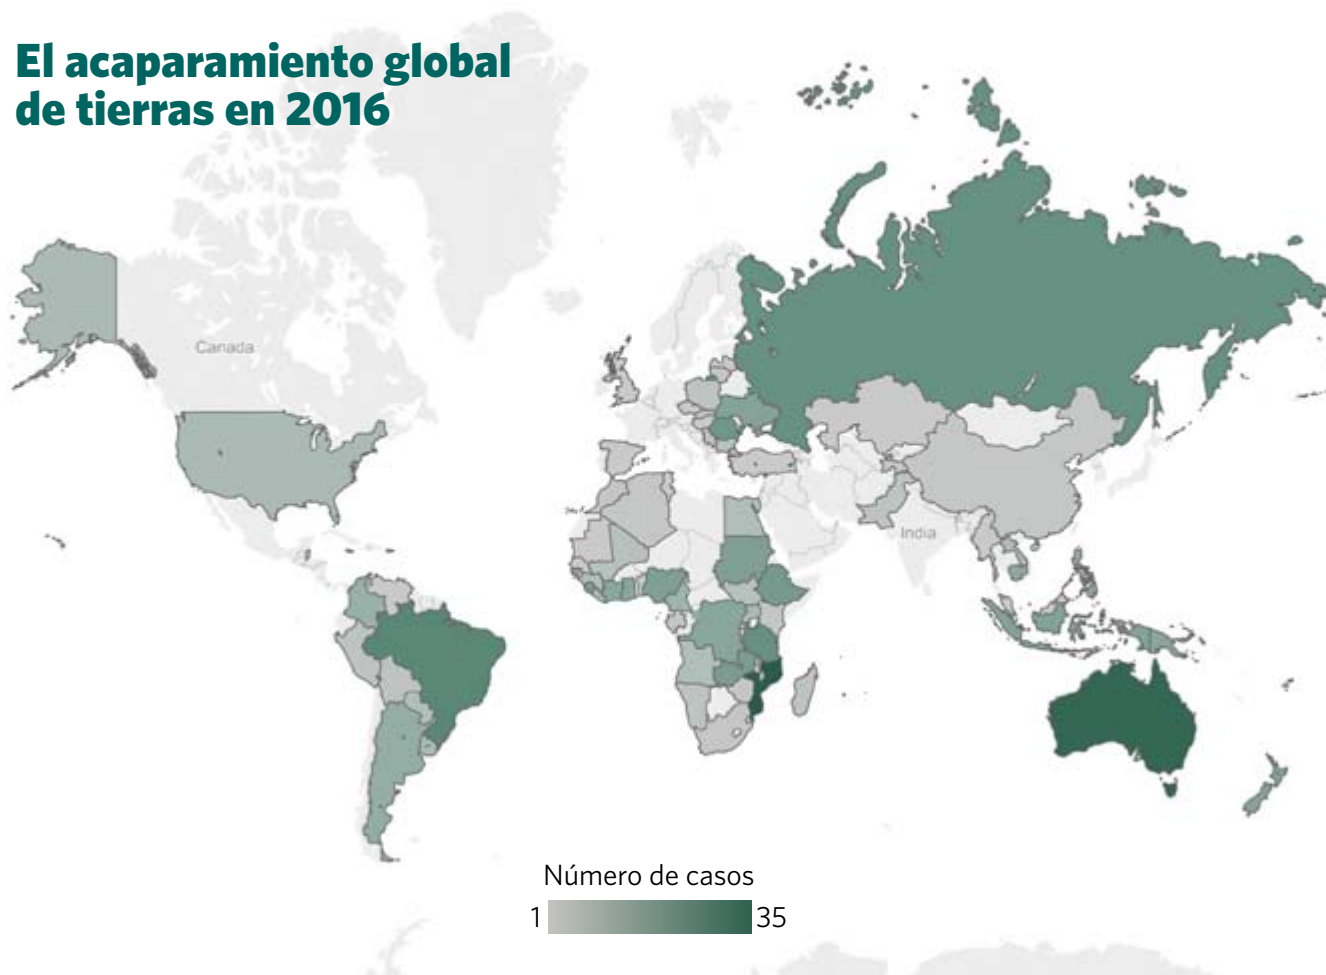 El acaparamiento global
de tierras en 2016
Canada
India
Número de casos
1 35